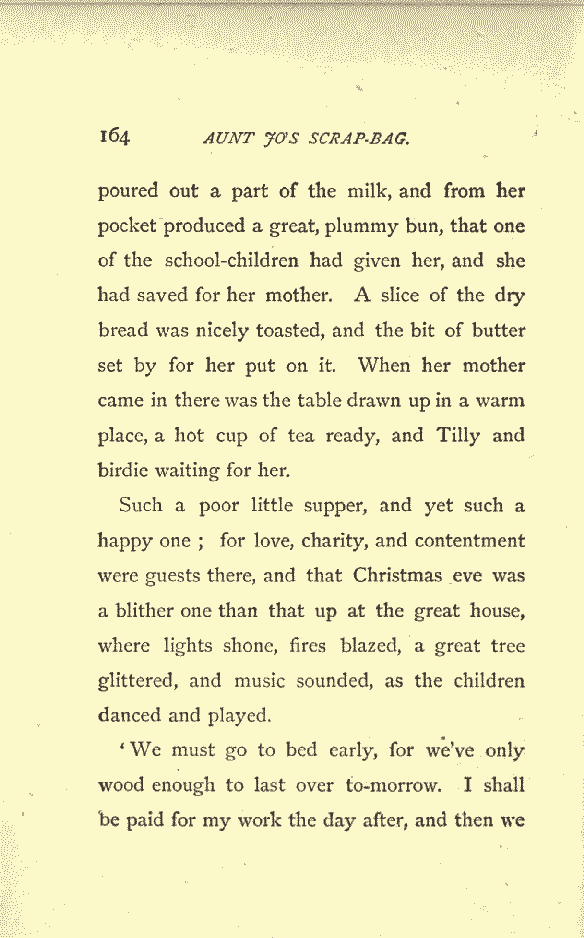 164 AUNT JO'S SCRAP-BAG.
poured out a part of the milk, and from her
pocket produced a great, plummy bun, that one
of the school-children had given her, and she
had saved for her mother. A slice of the dry
bread was nicely toasted, and the bit of butter
set by for her put on it. When her mother
came in there was the table drawn up in a warm
place, a hot cup of tea ready, and Tilly and
birdie waiting for her.
Such a poor little supper, and yet such a
happy one ; for love, charity, and contentment
were guests there, and that Christmas eve was
a blither one than that up at the great house,
where lights shone, fires blazed, a great tree
glittered, and music sounded, as the children
danced and played.
‘ We must go to bed early, for we've only
wood enough to last over to-morrow. I shall
be paid for my work the day after, and then we